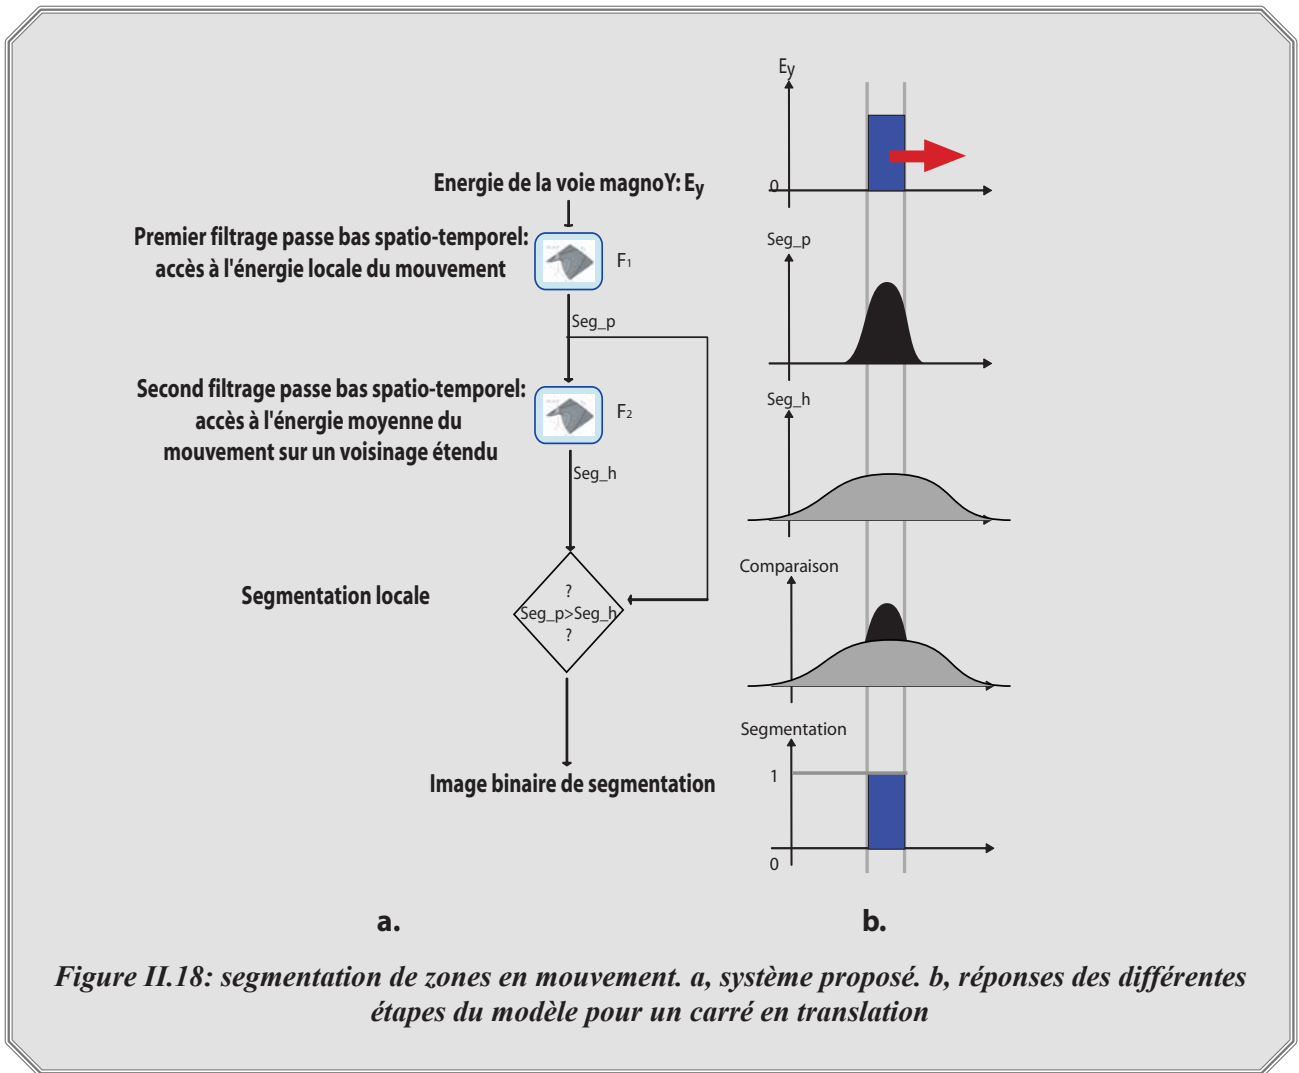 Energie de la voie magnoY: Ey
Premier filtrage passe bas spatio-temporel:
accès à l'énergie locale du mouvement
F1
Seg_p
Second filtrage passe bas spatio-temporel:
accès à l'énergie moyenne du
mouvement sur un voisinage étendu
F2
Seg_h
Segmentation locale
?
Seg_p>Seg_h
?
Image binaire de segmentation
a.
Ey
0
Seg_p
Seg_h
Comparaison
Segmentation
1
0
b.
Figure II.18: segmentation de zones en mouvement. a, système proposé. b, réponses des différentes
étapes du modèle pour un carré en translation